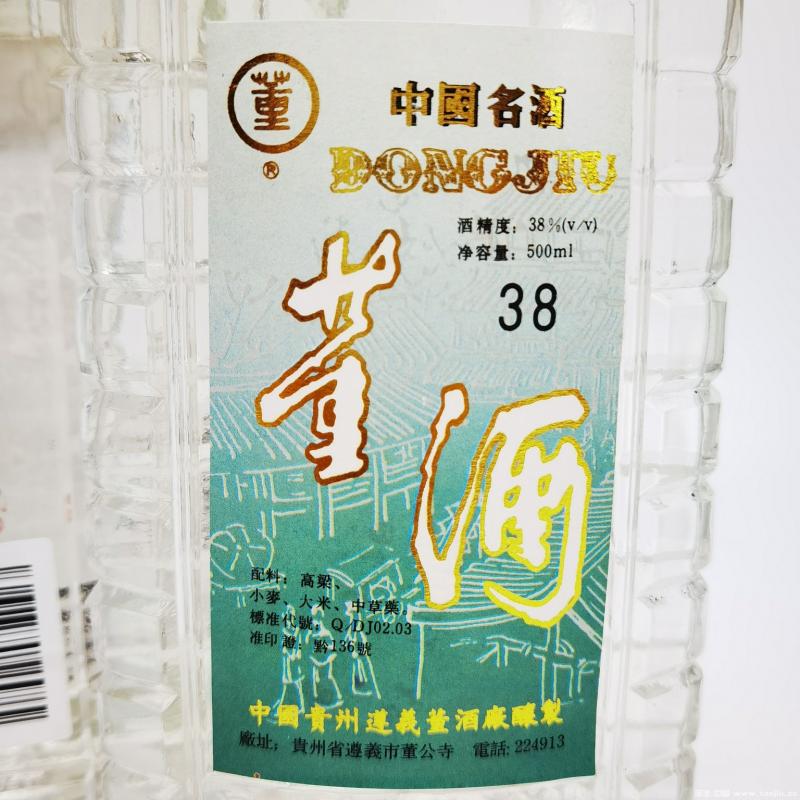 董
®
中國名酒
DONGJIU
酒精度：38%(v/v)
净容量：500ml
38
董酒
配料：高粱、
小麥、大米、中草藥。
標准代號：Q/DJ02.03
准印證：黔136號
中國貴州遵義董酒廠釀製
廠址：貴州省遵義市董公寺 電話：224913